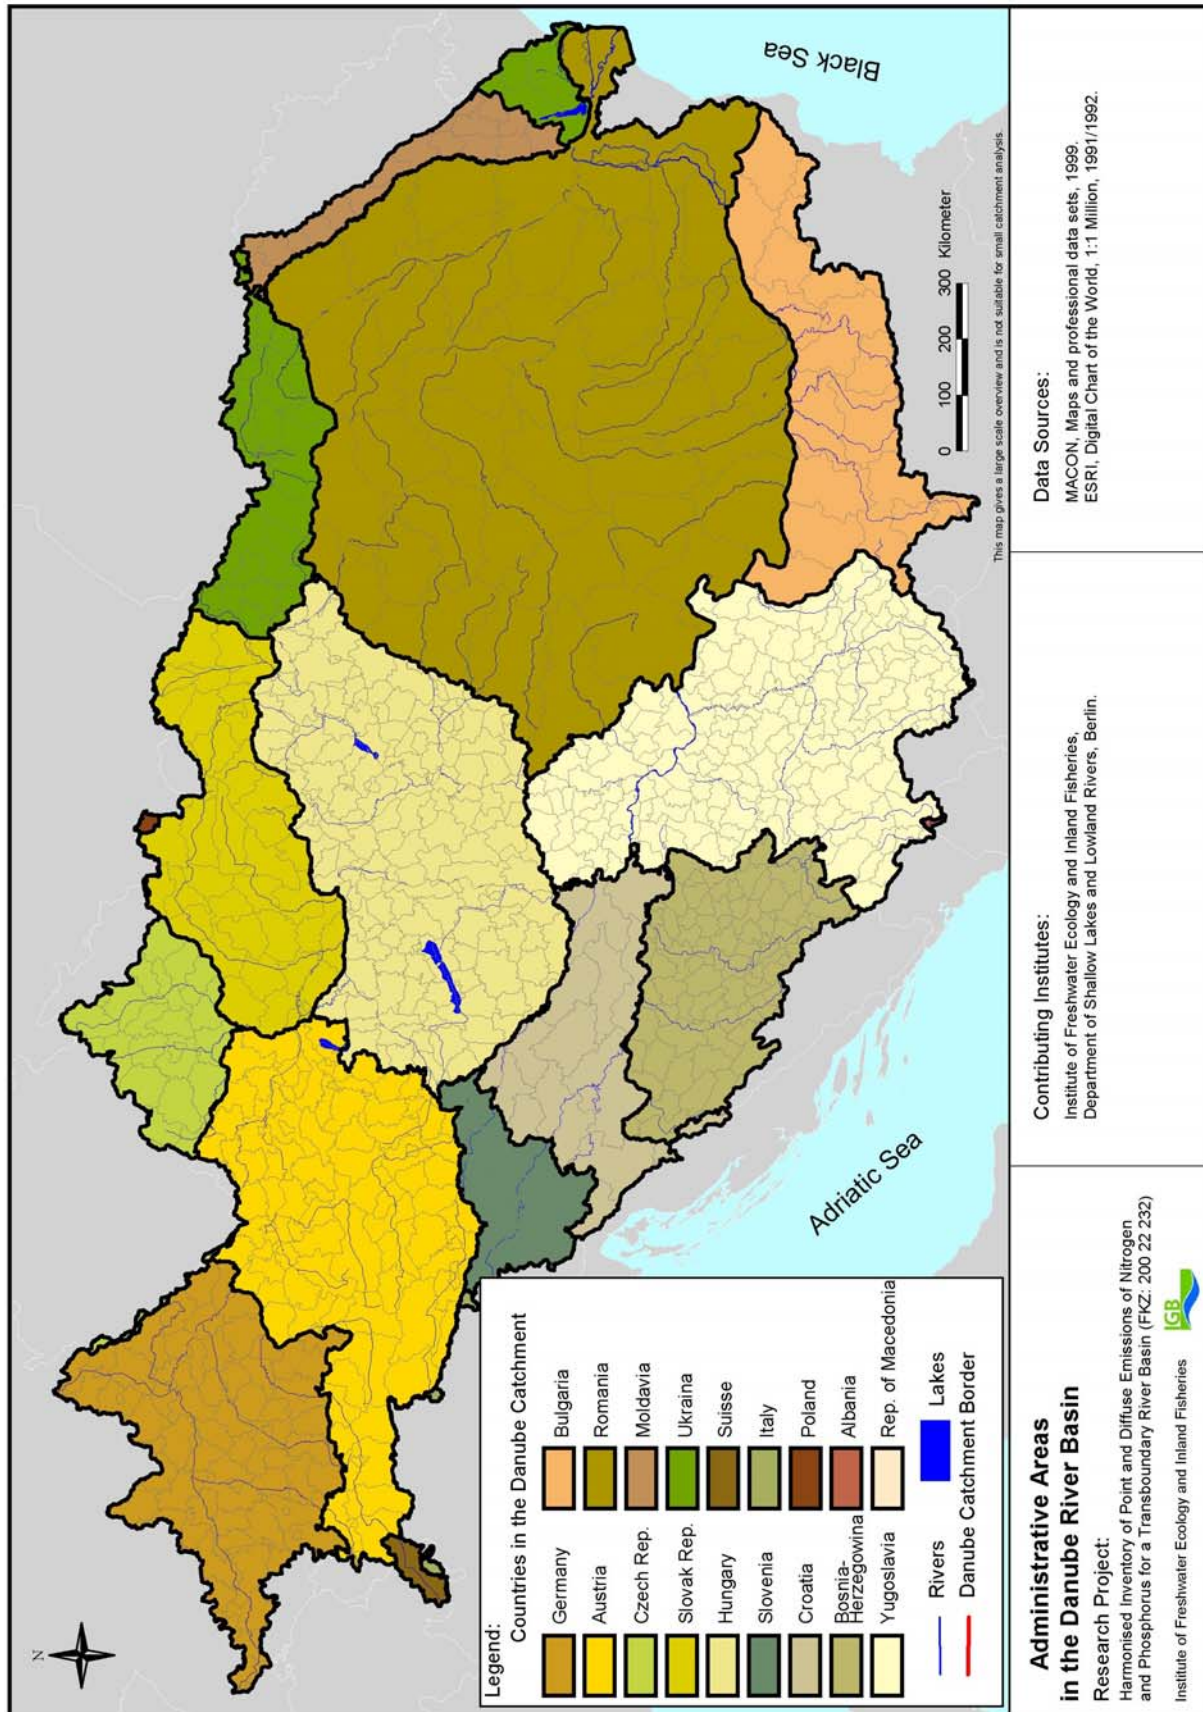 N
Black Sea
Adriatic Sea
0 100 200 300 Kilometer
This map gives a large scale overview and is not suitable for small catchment analysis.
Legend:
Countries in the Danube Catchment
Germany
Austria
Czech Rep.
Slovak Rep.
Hungary
Slovenia
Croatia
Bosnia-
Herzegowina
Yugoslavia
Bulgaria
Romania
Moldavia
Ukraina
Suisse
Italy
Poland
Albania
Rep. of Macedonia
Rivers
Lakes
Danube Catchment Border
Administrative Areas
in the Danube River Basin
Research Project:
Harmonised Inventory of Point and Diffuse Emissions of Nitrogen
and Phosphorus for a Transboundary River Basin (FKZ: 200 22 232)
Institute of Freshwater Ecology and Inland Fisheries
IGB
Contributing Institutes:
Institute of Freshwater Ecology and Inland Fisheries,
Department of Shallow Lakes and Lowland Rivers, Berlin.
Data Sources:
MACON, Maps and professional data sets, 1999.
ESRI, Digital Chart of the World, 1:1 Million, 1991/1992.